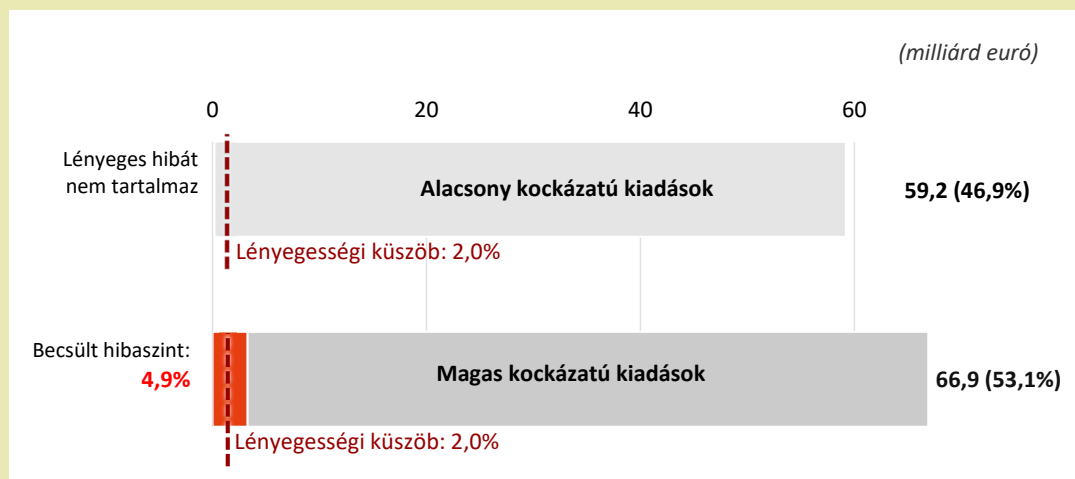 (milliárd euró)
0 20 40 60
Lényeges hibát
nem tartalmaz
Alacsony kockázatú kiadások
59,2 (46,9%)
Lényegességi küszöb: 2,0%
Becsült hibaszint:
4,9%
Magas kockázatú kiadások
66,9 (53,1%)
Lényegességi küszöb: 2,0%